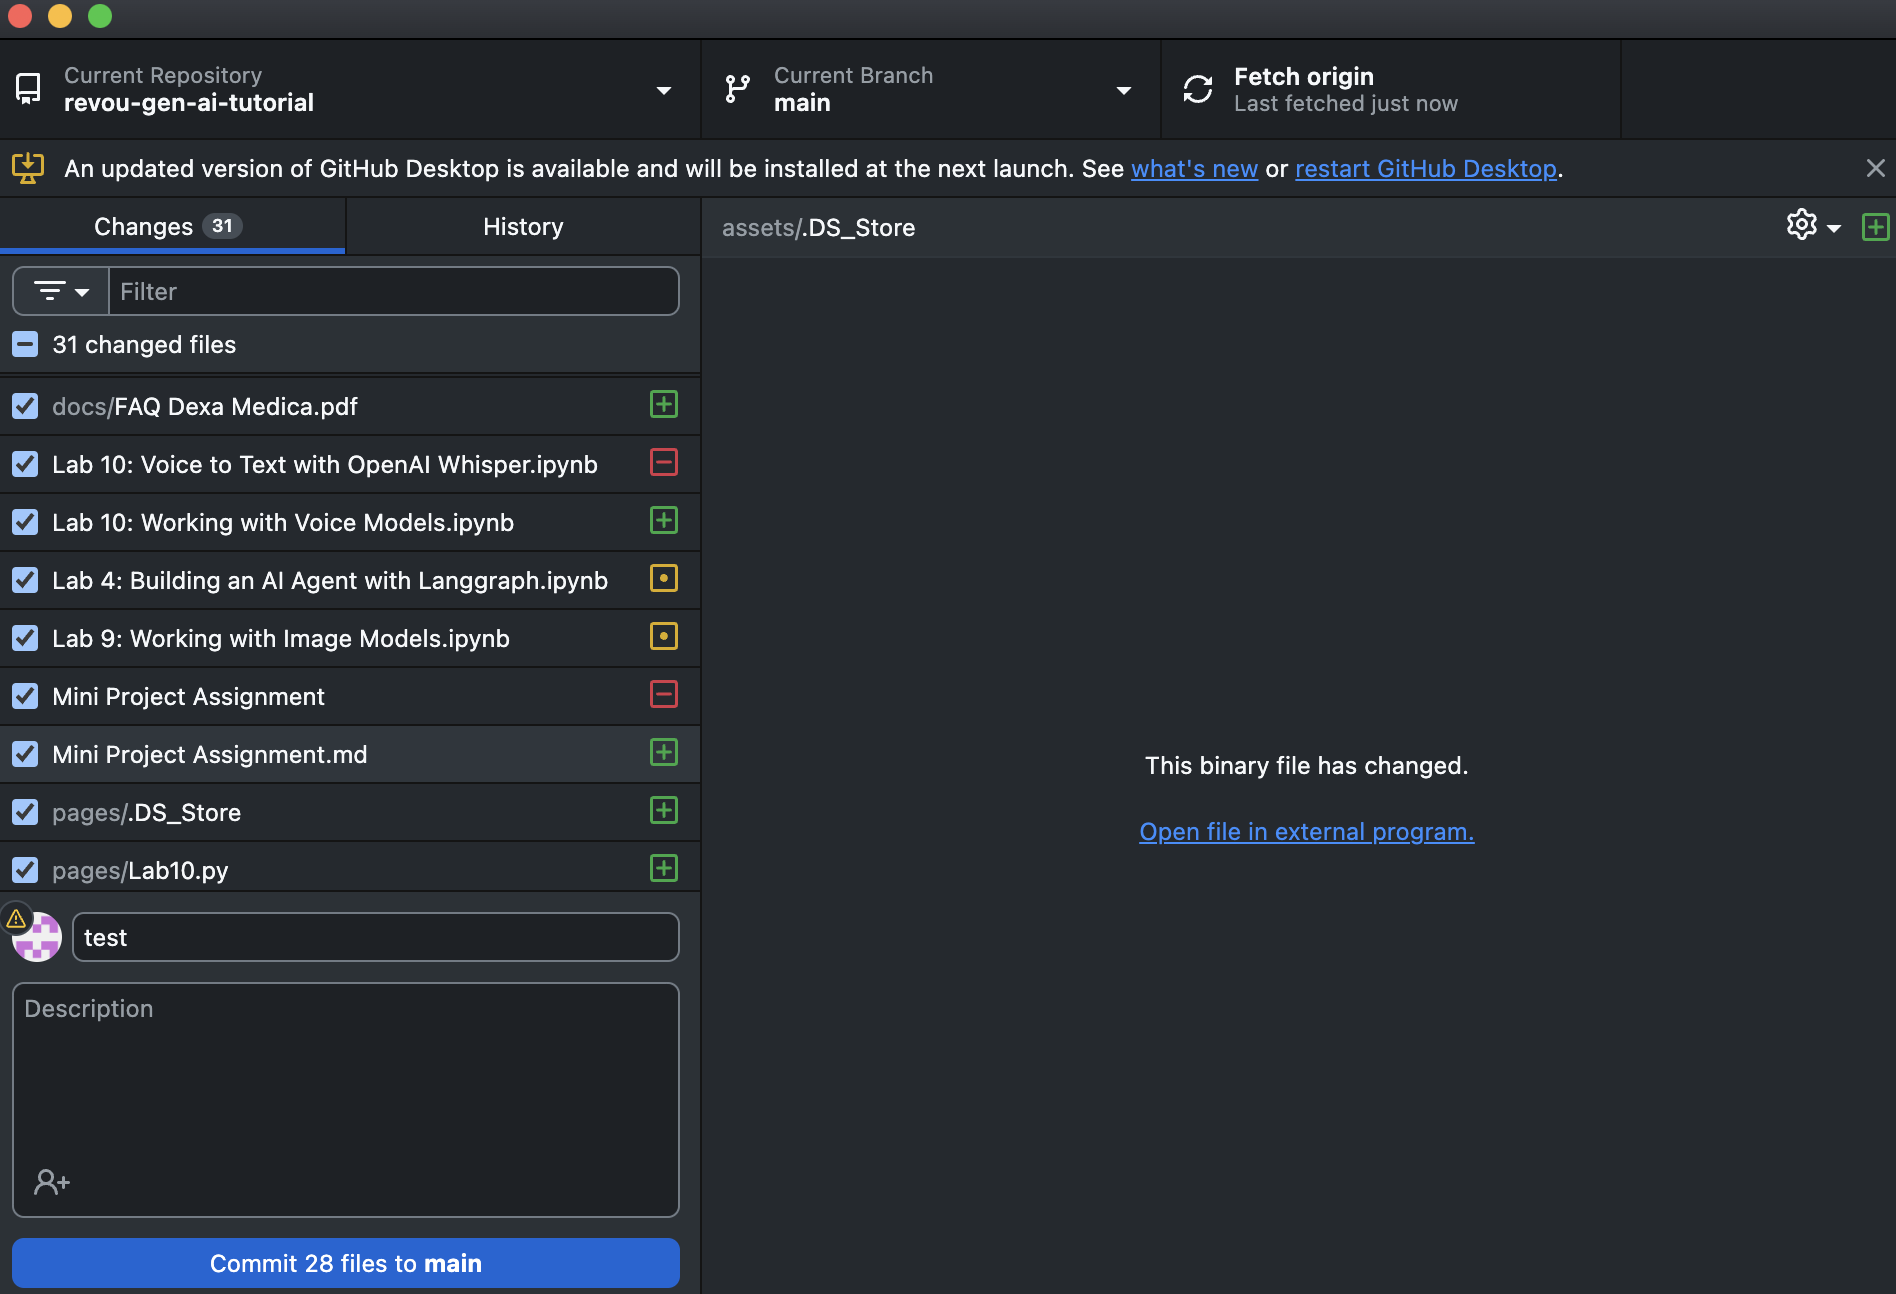 Current Repository
revou-gen-ai-tutorial
Current Branch
main
Fetch origin
Last fetched just now
An updated version of GitHub Desktop is available and will be installed at the next launch. See what's new or restart GitHub Desktop.
Changes 31
History
assets/.DS_Store
Filter
31 changed files
docs/FAQ Dexa Medica.pdf
Lab 10: Voice to Text with OpenAI Whisper.ipynb
Lab 10: Working with Voice Models.ipynb
Lab 4: Building an AI Agent with Langgraph.ipynb
Lab 9: Working with Image Models.ipynb
Mini Project Assignment
Mini Project Assignment.md
pages/.DS_Store
pages/Lab10.py
test
Description
Commit 28 files to main
This binary file has changed.
Open file in external program.